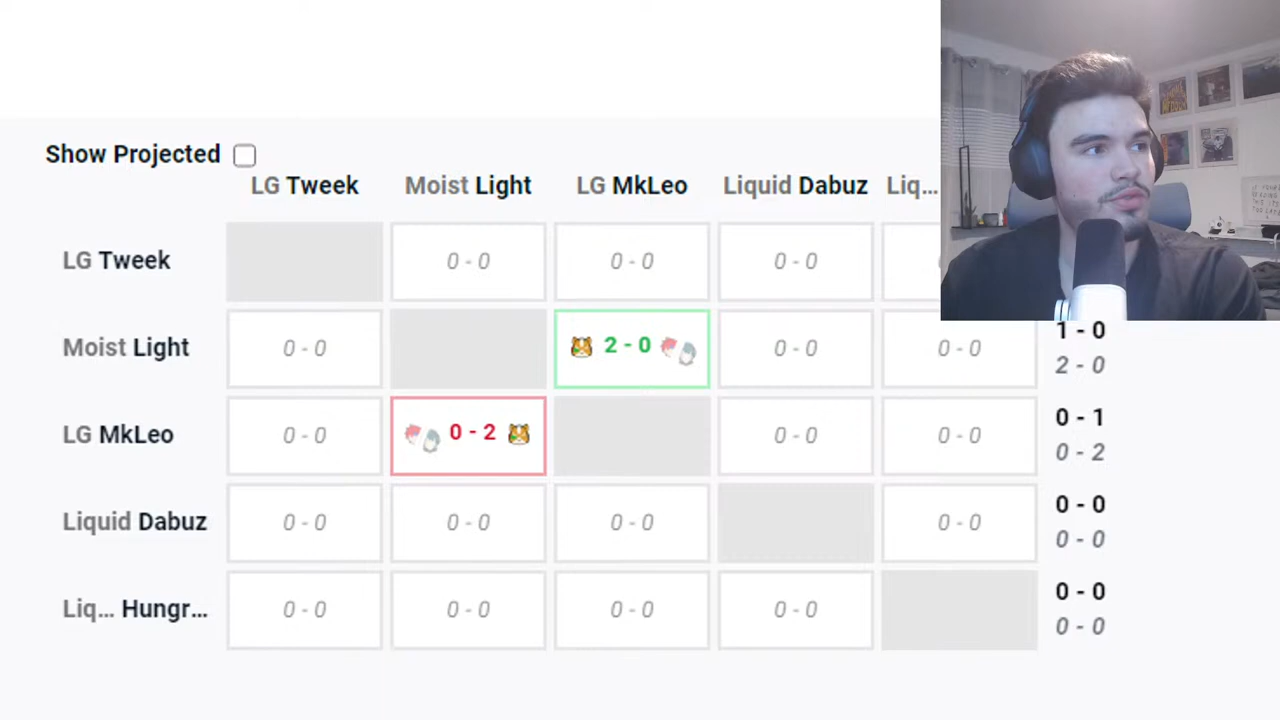 Show Projected
LG Tweek Moist Light LG MkLeo Liquid Dabuz Liq...
LG Tweek 0 - 0 0 - 0 0 - 0
Moist Light 0 - 0 2 - 0 0 - 0 0 - 0 1 - 0
2 - 0
LG MkLeo 0 - 0 0 - 2 0 - 0 0 - 0 0 - 1
0 - 2
Liquid Dabuz 0 - 0 0 - 0 0 - 0 0 - 0 0 - 0
0 - 0
Liq... Hungr... 0 - 0 0 - 0 0 - 0 0 - 0 0 - 0
0 - 0